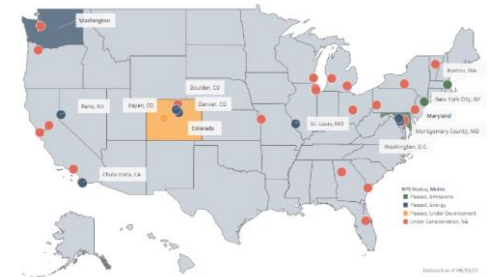 Washington
Boulder, CO
Boston, MA
Reno, NV
Aspen, CO
Denver, CO
New York City, NY
Maryland
Colorado
St. Louis, MO
Montgomery County, MD
Washington, D.C.
Chula Vista, CA
BPS Status, Metric
Passed, Emissions
Passed, Energy
Passed, Under Development
Under Consideration, NA